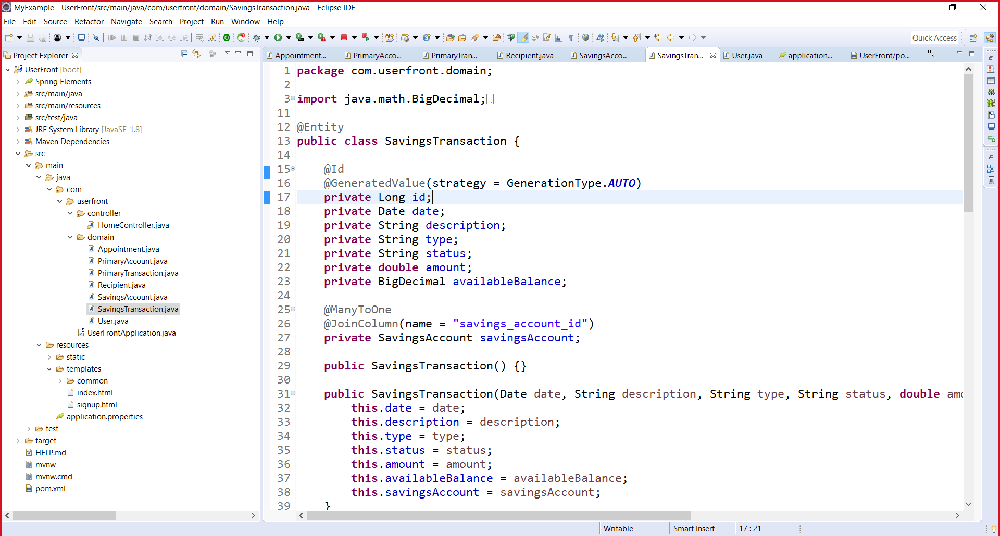 MyExample - UserFront/src/main/java/com/userfront/domain/SavingsTransaction.java - Eclipse IDE
File Edit Source Refactor Navigate Search Project Run Window Help
Quick Access
Project Explorer
UserFront [boot]
Spring Elements
src/main/java
src/main/resources
src/test/java
JRE System Library [JavaSE-1.8]
Maven Dependencies
src
main
java
com
userfront
controller
HomeController.java
domain
Appointment.java
PrimaryAccount.java
PrimaryTransaction.java
Recipient.java
SavingsAccount.java
SavingsTransaction.java
User.java
UserFrontApplication.java
resources
static
templates
common
index.html
signup.html
application.properties
test
target
HELP.md
mvnw
mvnw.cmd
pom.xml
Appointment... PrimaryAcco... PrimaryTran... Recipient.java SavingsAcco... SavingsTran... User.java application... UserFront/po... »3
1 package com.userfront.domain;
2
3 import java.math.BigDecimal;
11
12 @Entity
13 public class SavingsTransaction {
14
15 @Id
16 @GeneratedValue(strategy = GenerationType.AUTO)
17 private Long id;
18 private Date date;
19 private String description;
20 private String type;
21 private String status;
22 private double amount;
23 private BigDecimal availableBalance;
24
25 @ManyToOne
26 @JoinColumn(name = "savings_account_id")
27 private SavingsAccount savingsAccount;
28
29 public SavingsTransaction() {}
30
31 public SavingsTransaction(Date date, String description, String type, String status, double amo
32 this.date = date;
33 this.description = description;
34 this.type = type;
35 this.status = status;
36 this.amount = amount;
37 this.availableBalance = availableBalance;
38 this.savingsAccount = savingsAccount;
39 }
Writable Smart Insert 17 : 21